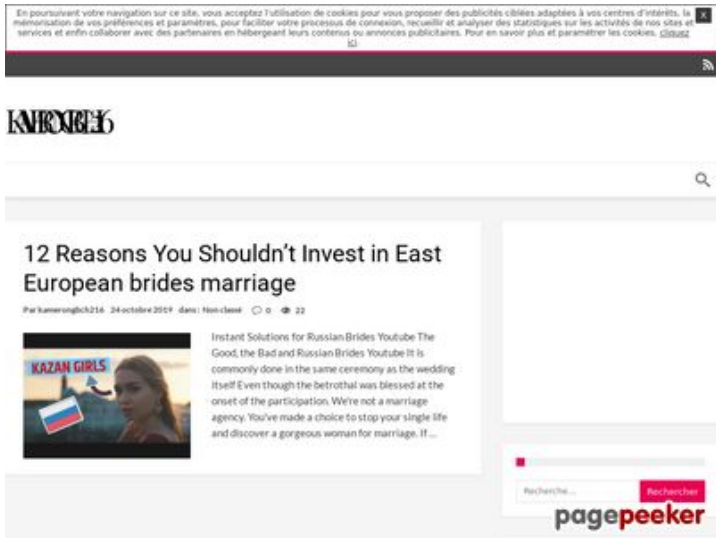 En poursuivant votre navigation sur ce site, vous acceptez l'utilisation de cookies pour vous proposer des publicités ciblées adaptées à vos centres d'intérêts, la
mémorisation de vos préférences et paramètres, pour faciliter votre processus de connexion, recueillir et analyser des statistiques sur les activités de nos sites et
services et enfin collaborer avec des partenaires en hébergeant leurs contenus ou annonces publicitaires. Pour en savoir plus et paramétrer les cookies, cliquez
ici.
X
12 Reasons You Shouldn't Invest in East
European brides marriage
Par kamerongbch216 24 octobre 2019 dans: Non classé 0 22
KAZAN GIRLS
Instant Solutions for Russian Brides Youtube The
Good, the Bad and Russian Brides Youtube It is
commonly done in the same ceremony as the wedding
itself Even though the betrothal was blessed at the
onset of the participation. We're not a marriage
agency. You've made a choice to stop your single life
and discover a gorgeous woman for marriage. If ...
Recherche...
Rechercher
pagepeeker